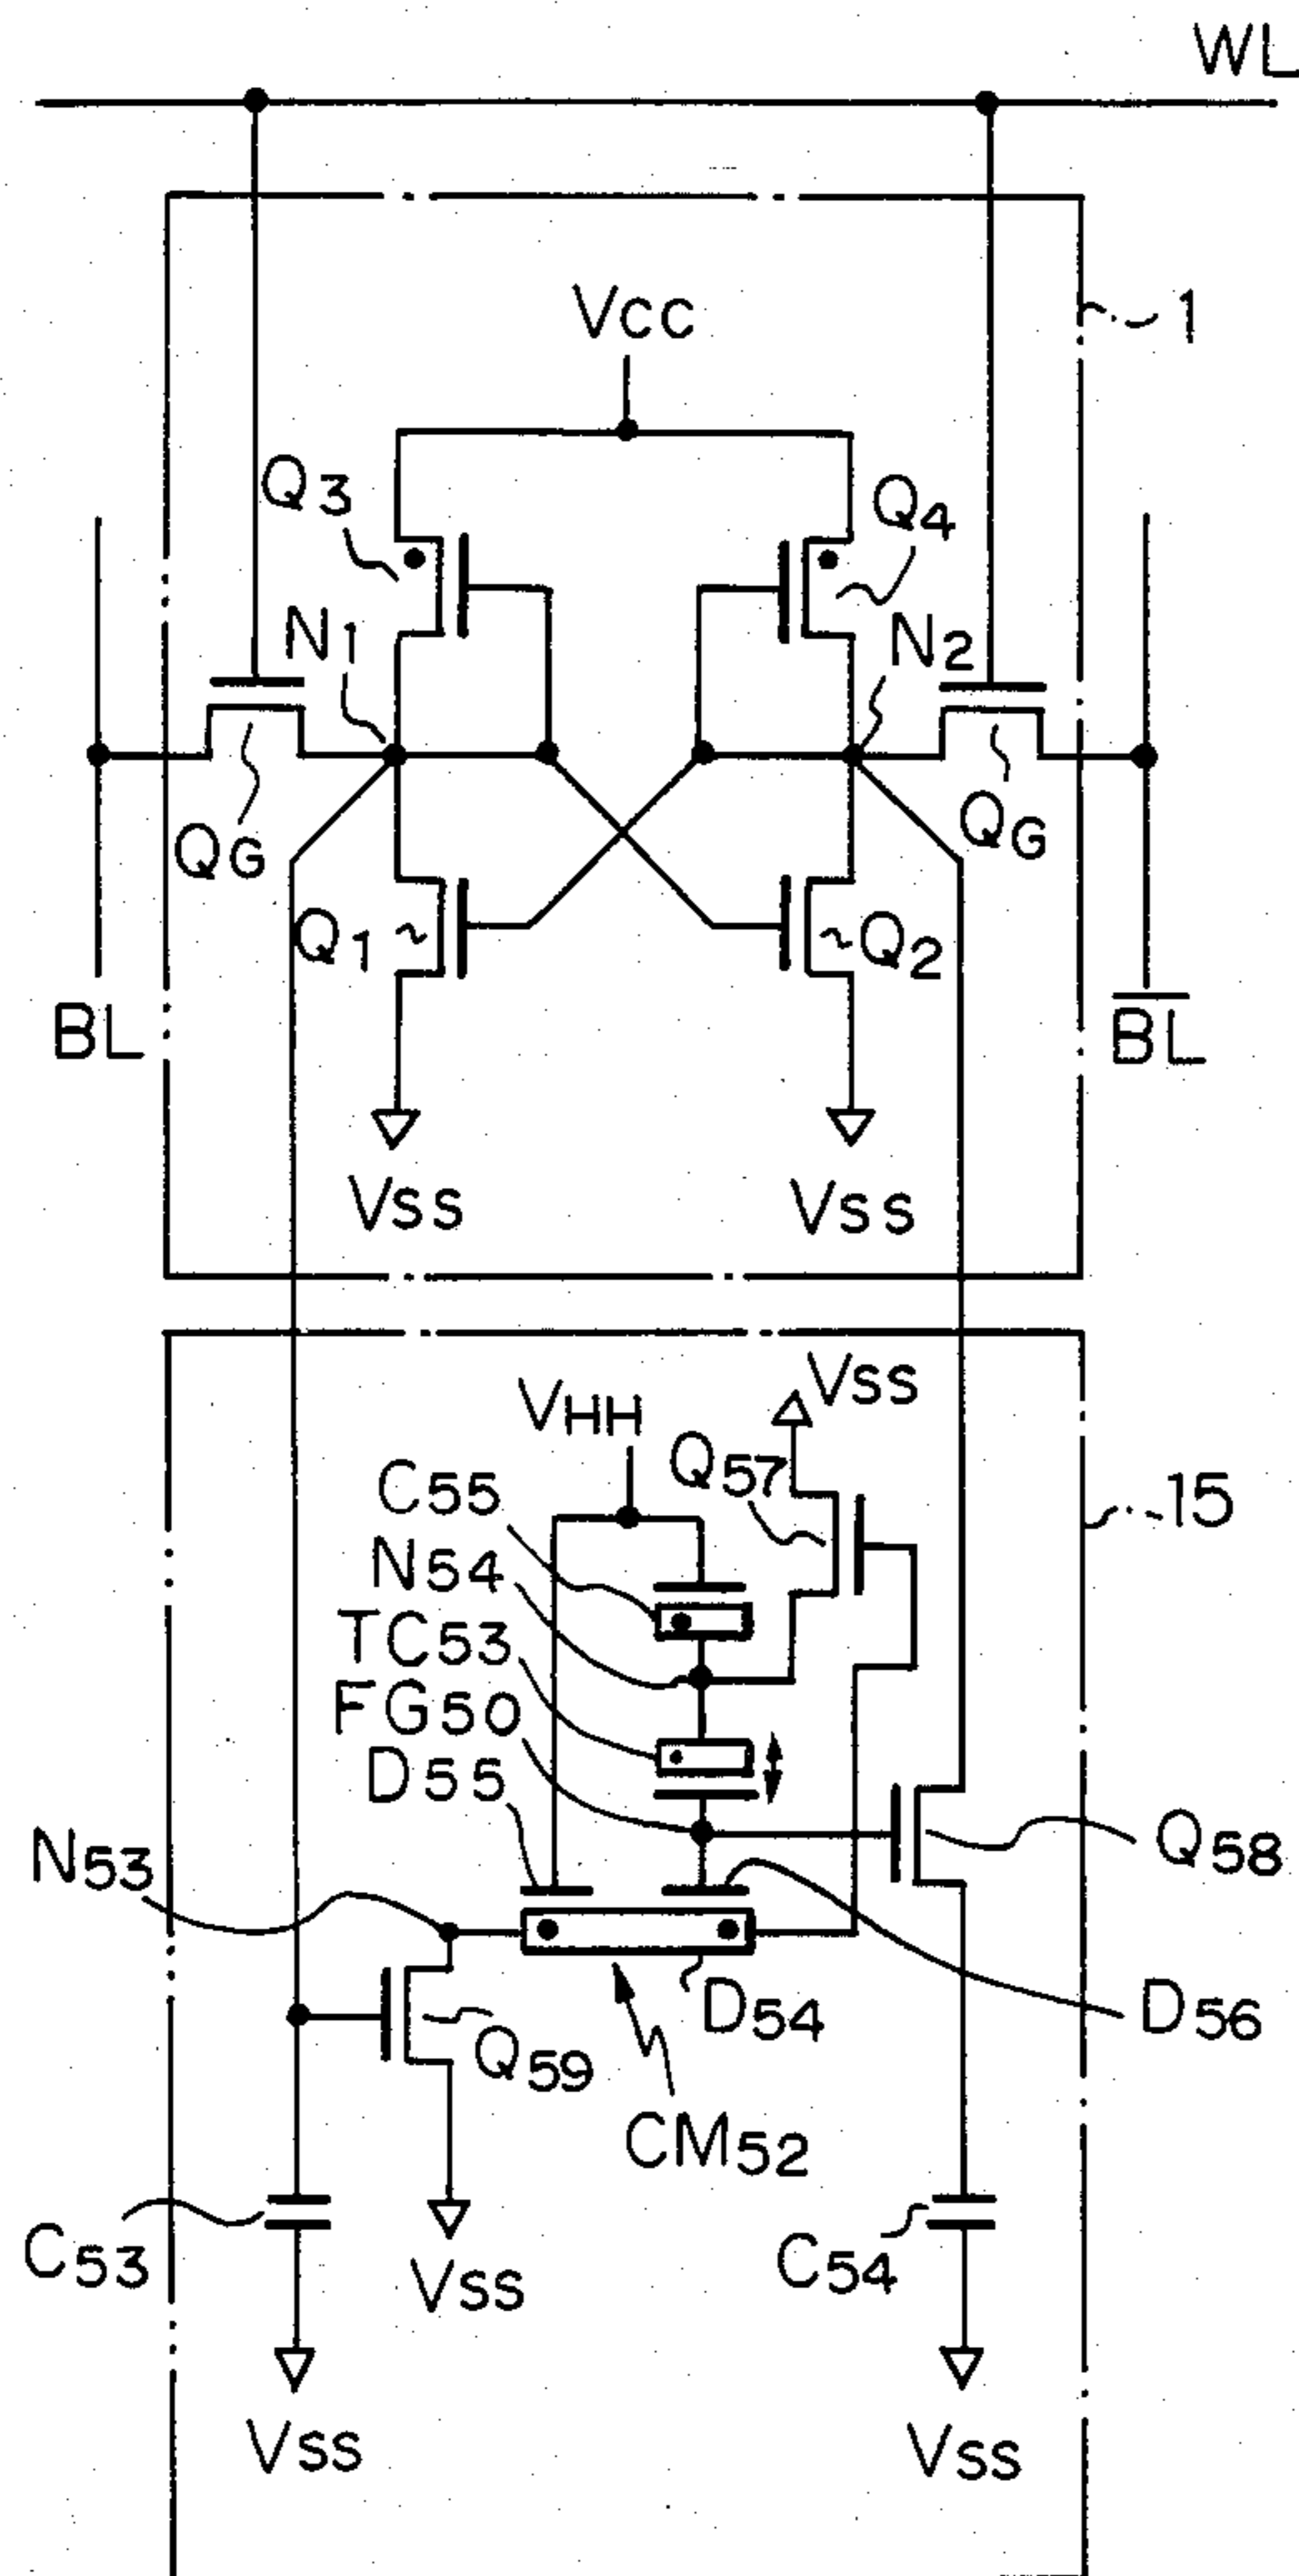 WL
1
VCC
Q3
Q4
N1
N2
QG
QG
Q1
Q2
BL
B̅L̅
VSS
VSS
VSS
VHH
Q57
C55
15
N54
TC53
FG50
D55
N53
Q58
D54
D56
Q59
CM52
C53
C54
VSS
VSS
VSS